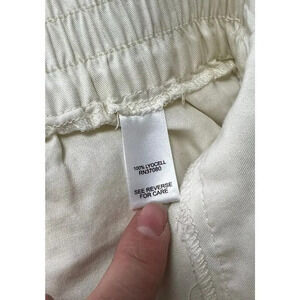 100% LYOCELL
RN37080
SEE REVERSE
FOR CARE